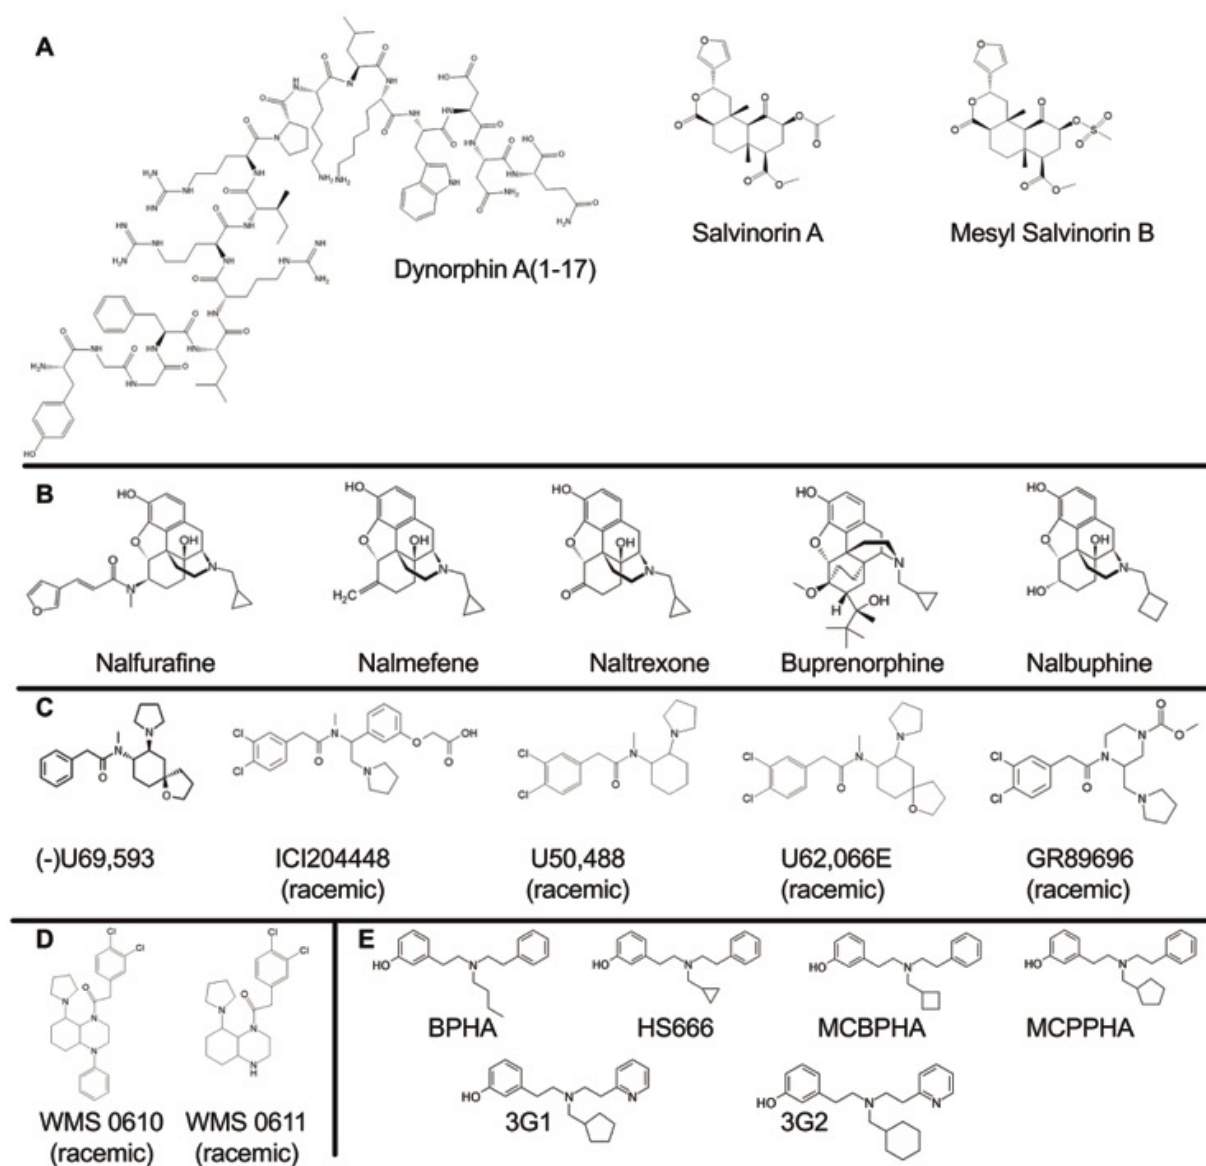 A
Dynorphin A(1-17)
Salvinorin A
Mesyl Salvinorin B
B
Nalfurafine
Nalmefene
Naltrexone
Buprenorphine
Nalbuphine
C
(-)U69,593
ICI204448
(racemic)
U50,488
(racemic)
U62,066E
(racemic)
GR89696
(racemic)
D
WMS 0610
(racemic)
WMS 0611
(racemic)
E
BPHA
HS666
MCBPHA
MCPPHA
3G1
3G2